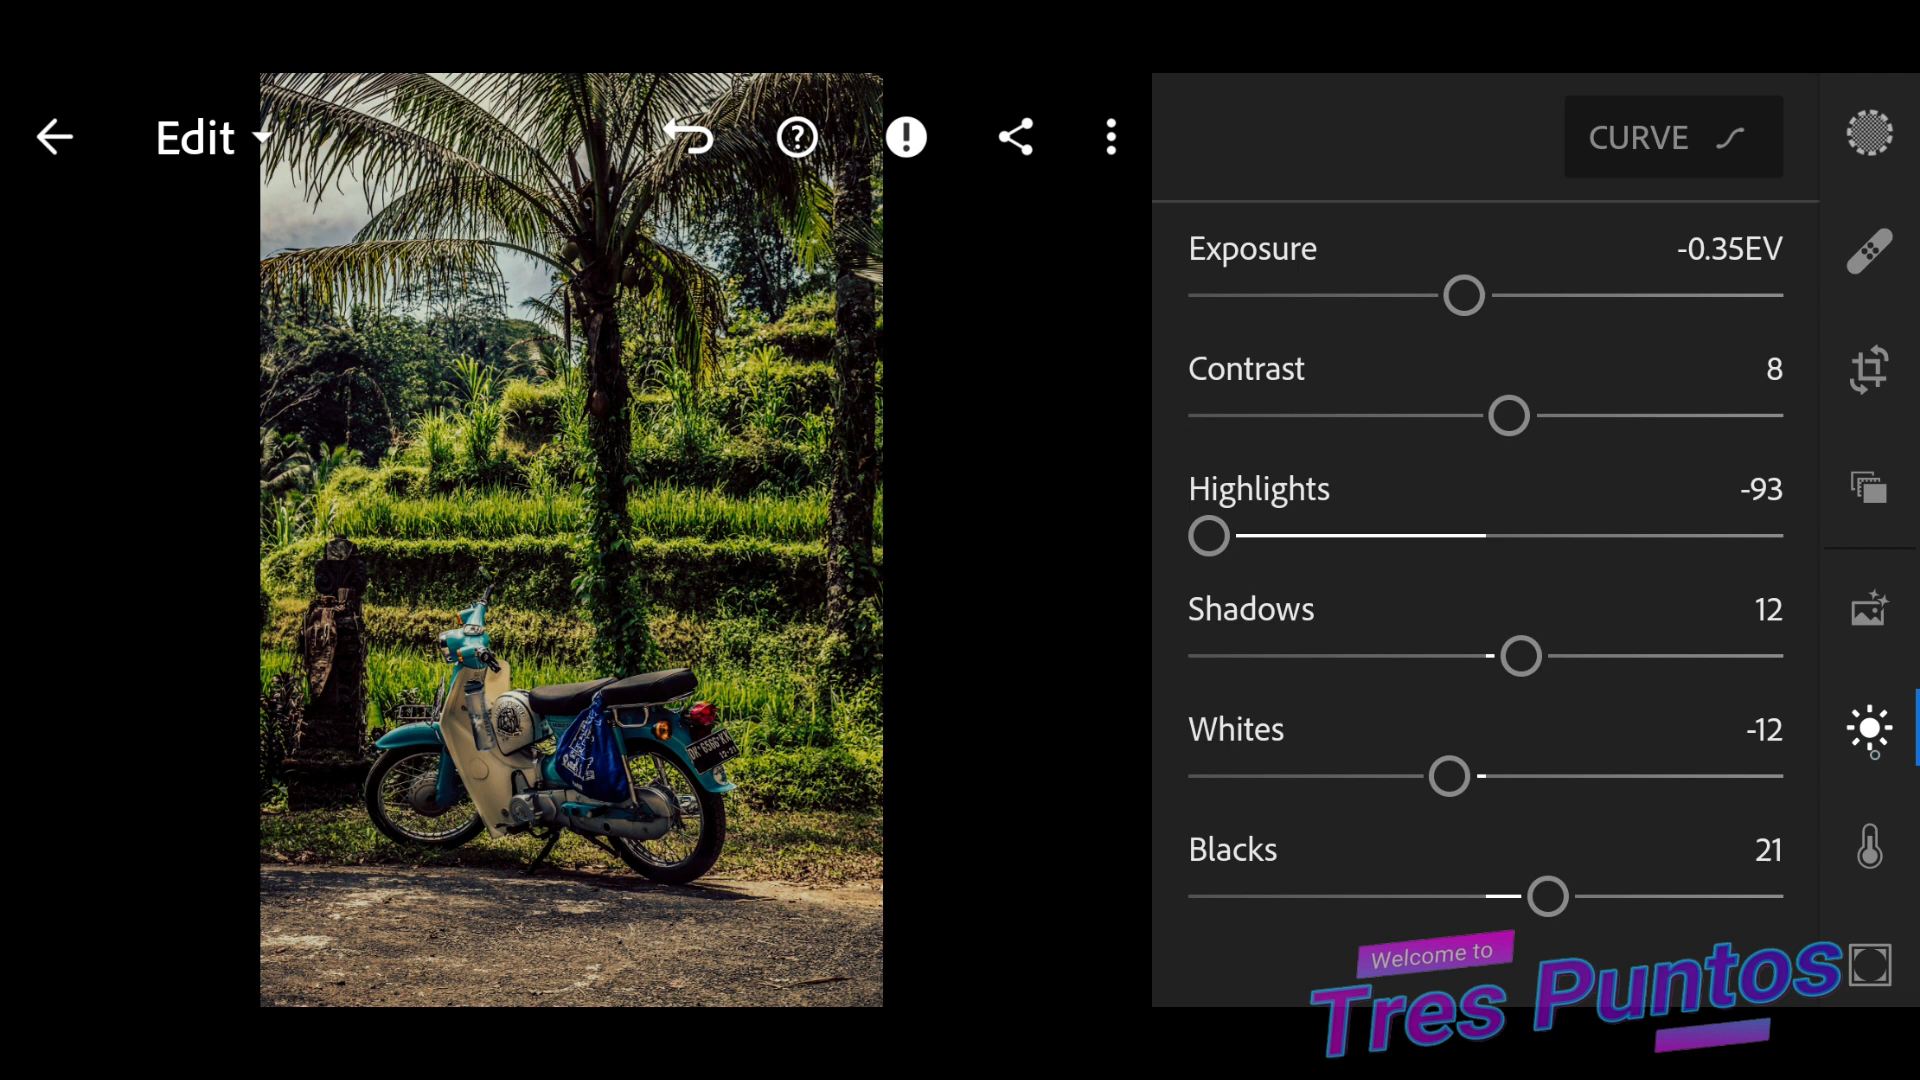 Edit
CURVE
Exposure -0.35EV
Contrast 8
Highlights -93
Shadows 12
Whites -12
Blacks 21
Welcome to
Tres Puntos